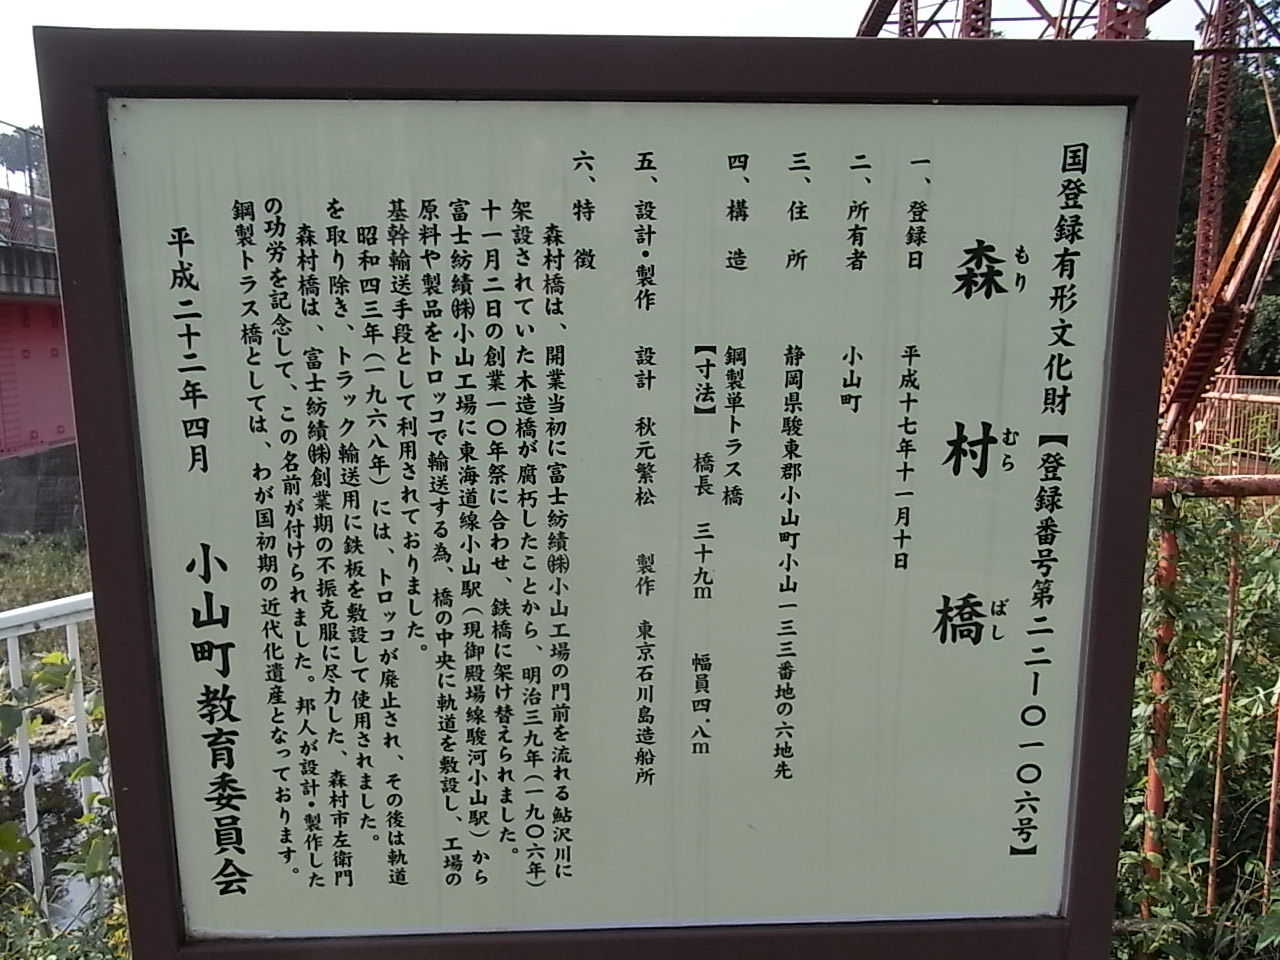 国登録有形文化財【登録番号第二二―〇一〇六号】
森村橋
もり むら ばし
一、登録日 平成十七年十一月十日
二、所有者 小山町
三、住所 静岡県駿東郡小山町小山一三三番地の六地先
四、構造 鋼製単トラス橋
【寸法】 橋長 三十九m 幅員四.八m
五、設計・製作 設計 秋元繁松 製作 東京石川島造船所
六、特徴
森村橋は、開業当初に富士紡績㈱小山工場の門前を流れる鮎沢川に
架設されていた木造橋が腐朽したことから、明治三九年(一九〇六年)
十一月二日の創業一〇年祭に合わせ、鉄橋に架け替えられました。
富士紡績㈱小山工場に東海道線小山駅(現御殿場線駿河小山駅)から
原料や製品をトロッコで輸送する為、橋の中央に軌道を敷設し、工場の
基幹輸送手段として利用されておりました。
昭和四三年(一九六八年)には、トロッコが廃止され、その後は軌道
を取り除き、トラック輸送用に鉄板を敷設して使用されました。
森村橋は、富士紡績㈱創業期の不振克服に尽力した、森村市左衛門
の功労を記念して、この名前が付けられました。邦人が設計・製作した
鋼製トラス橋としては、わが国初期の近代化遺産となっております。
平成二十二年四月 小山町教育委員会